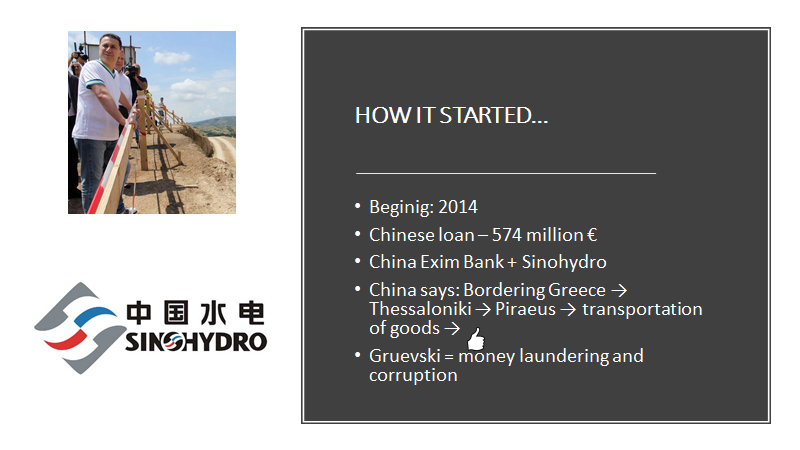 中国水电
SINOHYDRO
HOW IT STARTED...
• Beginig: 2014
• Chinese loan – 574 million €
• China Exim Bank + Sinohydro
• China says: Bordering Greece →
Thessaloniki → Piraeus → transportation
of goods →
• Gruevski = money laundering and
corruption